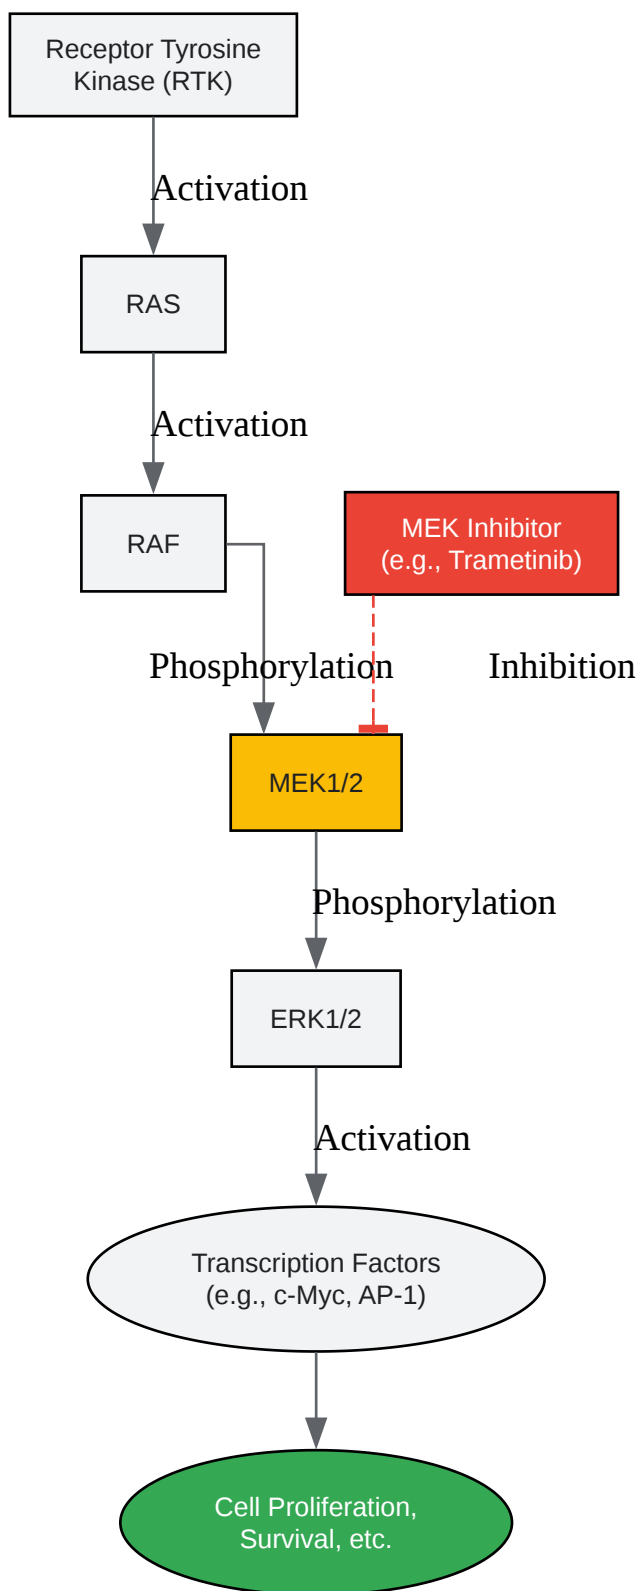 Receptor Tyrosine
Kinase (RTK)
Activation
RAS
Activation
RAF
MEK Inhibitor
(e.g., Trametinib)
Phosphorylation
Inhibition
MEK1/2
Phosphorylation
ERK1/2
Activation
Transcription Factors
(e.g., c-Myc, AP-1)
Cell Proliferation,
Survival, etc.